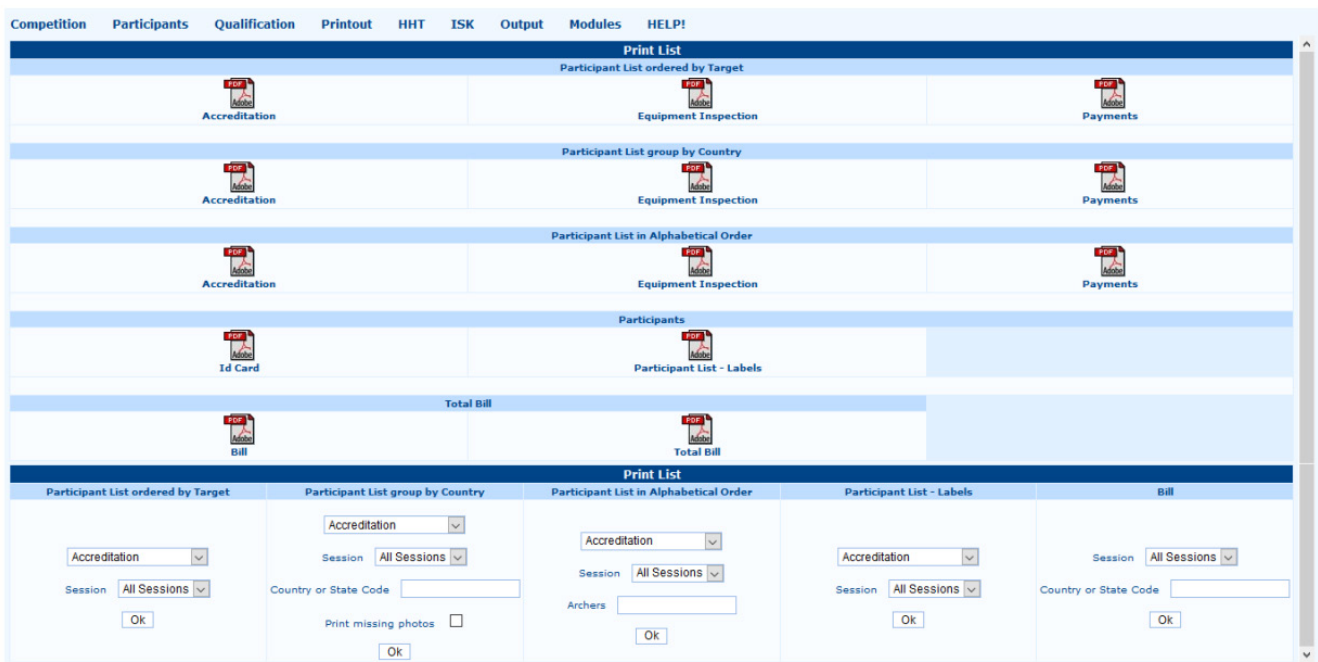 Competition Participants Qualification Printout HHT ISK Output Modules HELP!
Print List
Participant List ordered by Target
PDF PDF PDF
Adobe Adobe Adobe
Accreditation Equipment Inspection Payments
Participant List group by Country
PDF PDF PDF
Adobe Adobe Adobe
Accreditation Equipment Inspection Payments
Participant List in Alphabetical Order
PDF PDF PDF
Adobe Adobe Adobe
Accreditation Equipment Inspection Payments
Participants
PDF PDF
Adobe Adobe
Id Card Participant List - Labels
Total Bill
PDF PDF
Adobe Adobe
Bill Total Bill
Print List
Participant List ordered by Target
Accreditation
Session All Sessions
Ok
Participant List group by Country
Accreditation
Session All Sessions
Country or State Code
Print missing photos
Ok
Participant List in Alphabetical Order
Accreditation
Session All Sessions
Archers
Ok
Participant List - Labels
Accreditation
Session All Sessions
Ok
Bill
Session All Sessions
Country or State Code
Ok